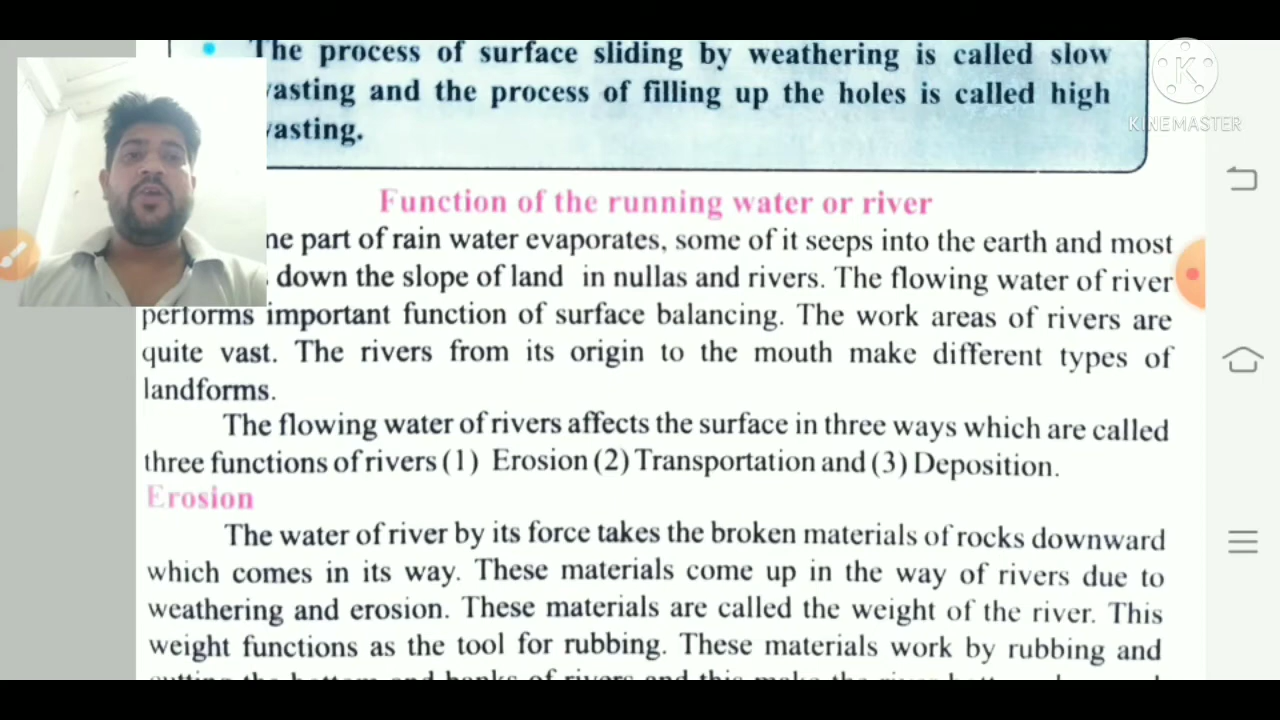 The process of surface sliding by weathering is called slow
asting and the process of filling up the holes is called high
asting.
KINEMASTER
Function of the running water or river
ne part of rain water evaporates, some of it seeps into the earth and most
down the slope of land in nullas and rivers. The flowing water of river
performs important function of surface balancing. The work areas of rivers are
quite vast. The rivers from its origin to the mouth make different types of
landforms.
The flowing water of rivers affects the surface in three ways which are called
three functions of rivers (1) Erosion (2) Transportation and (3) Deposition.
Erosion
The water of river by its force takes the broken materials of rocks downward
which comes in its way. These materials come up in the way of rivers due to
weathering and erosion. These materials are called the weight of the river. This
weight functions as the tool for rubbing. These materials work by rubbing and